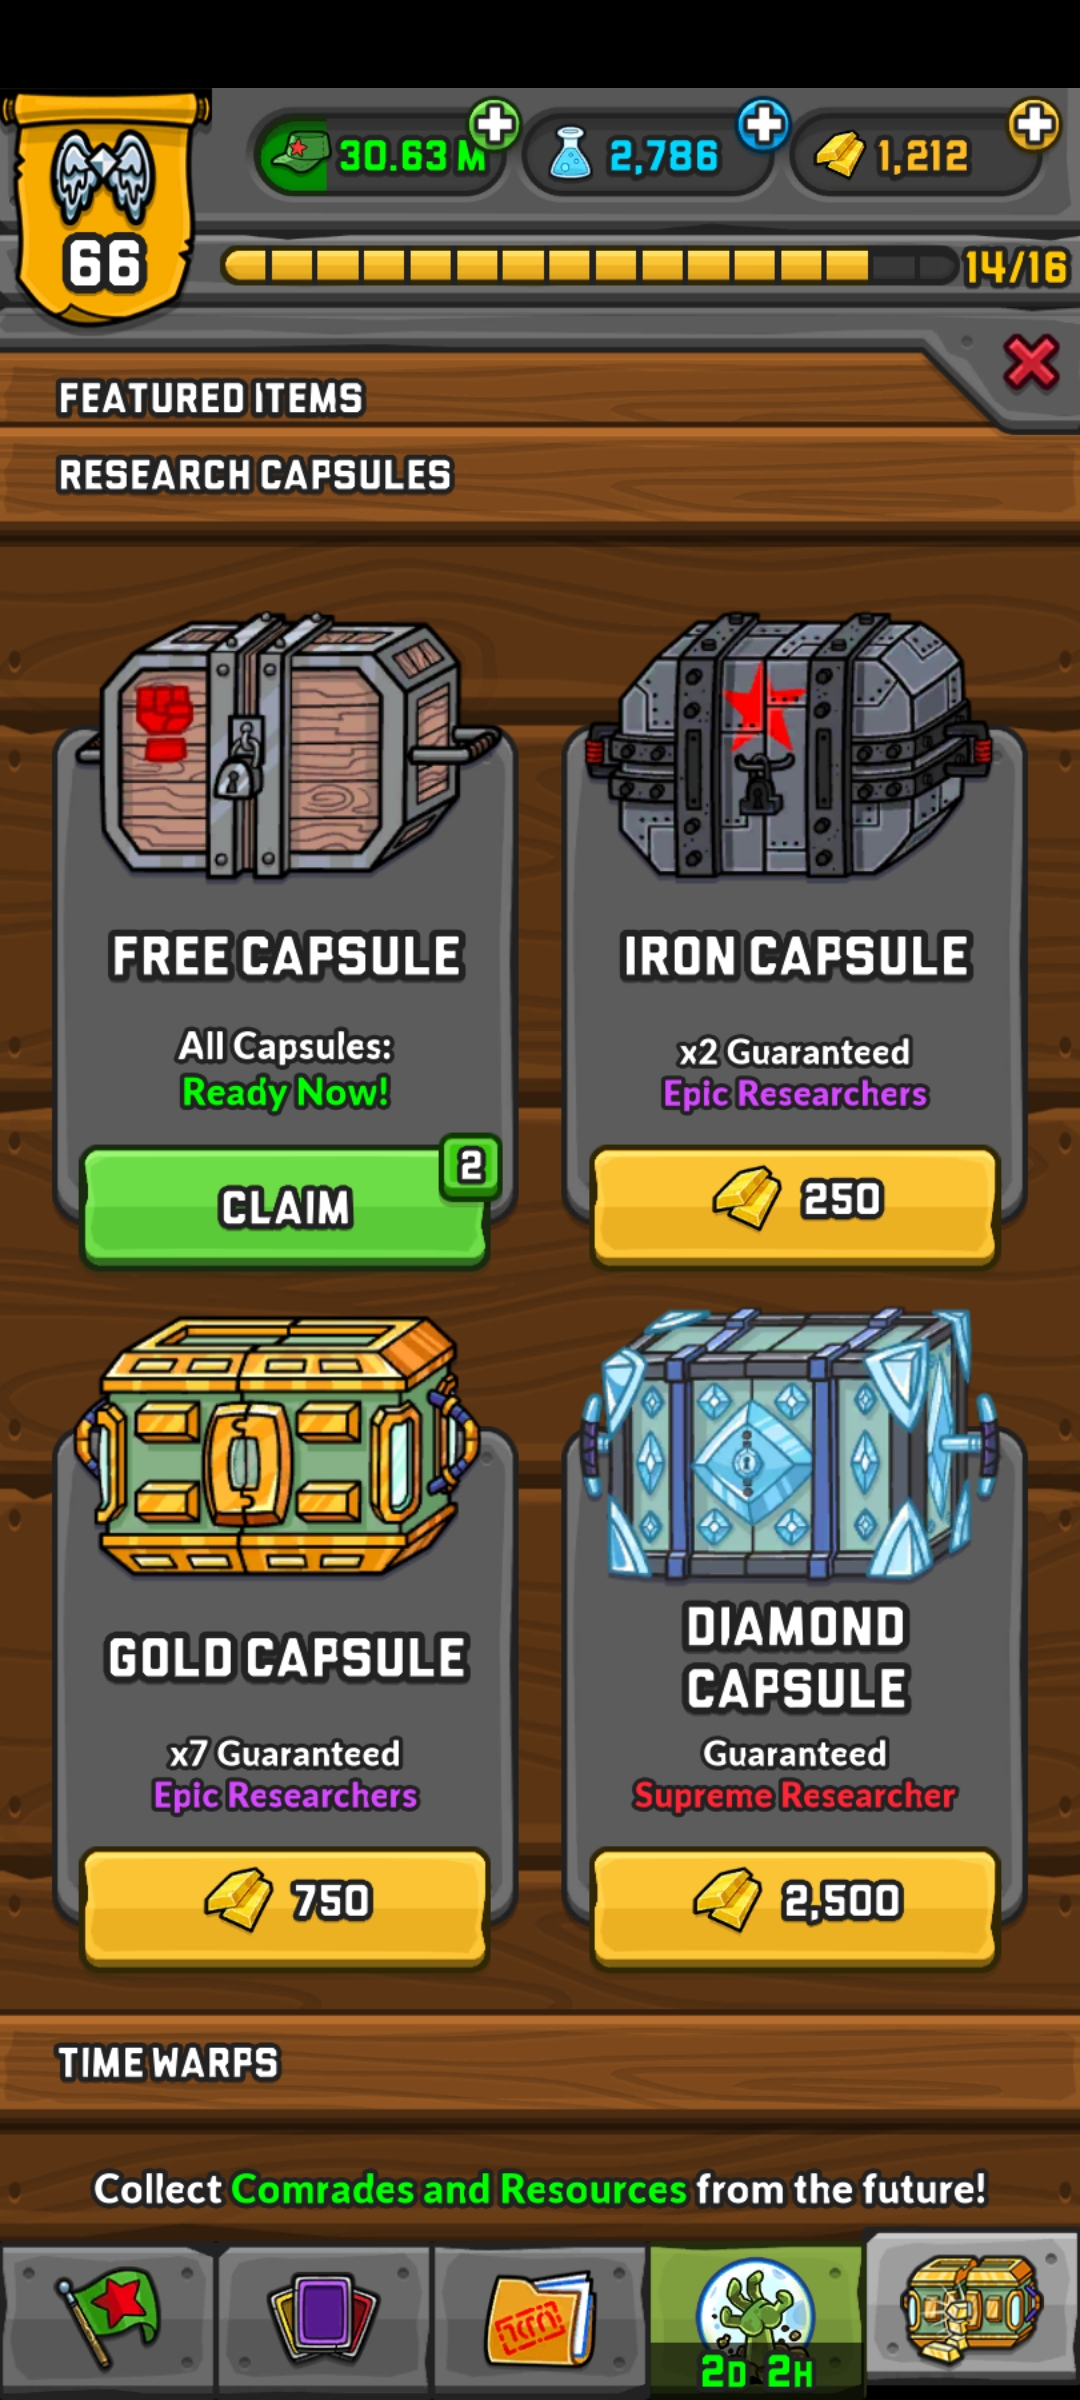 30.63 M
2,786
1,212
66
14/16
FEATURED ITEMS
RESEARCH CAPSULES
FREE CAPSULE
All Capsules:
Ready Now!
CLAIM
2
IRON CAPSULE
x2 Guaranteed
Epic Researchers
250
GOLD CAPSULE
x7 Guaranteed
Epic Researchers
750
DIAMOND
CAPSULE
Guaranteed
Supreme Researcher
2,500
TIME WARPS
Collect Comrades and Resources from the future!
2D 2H